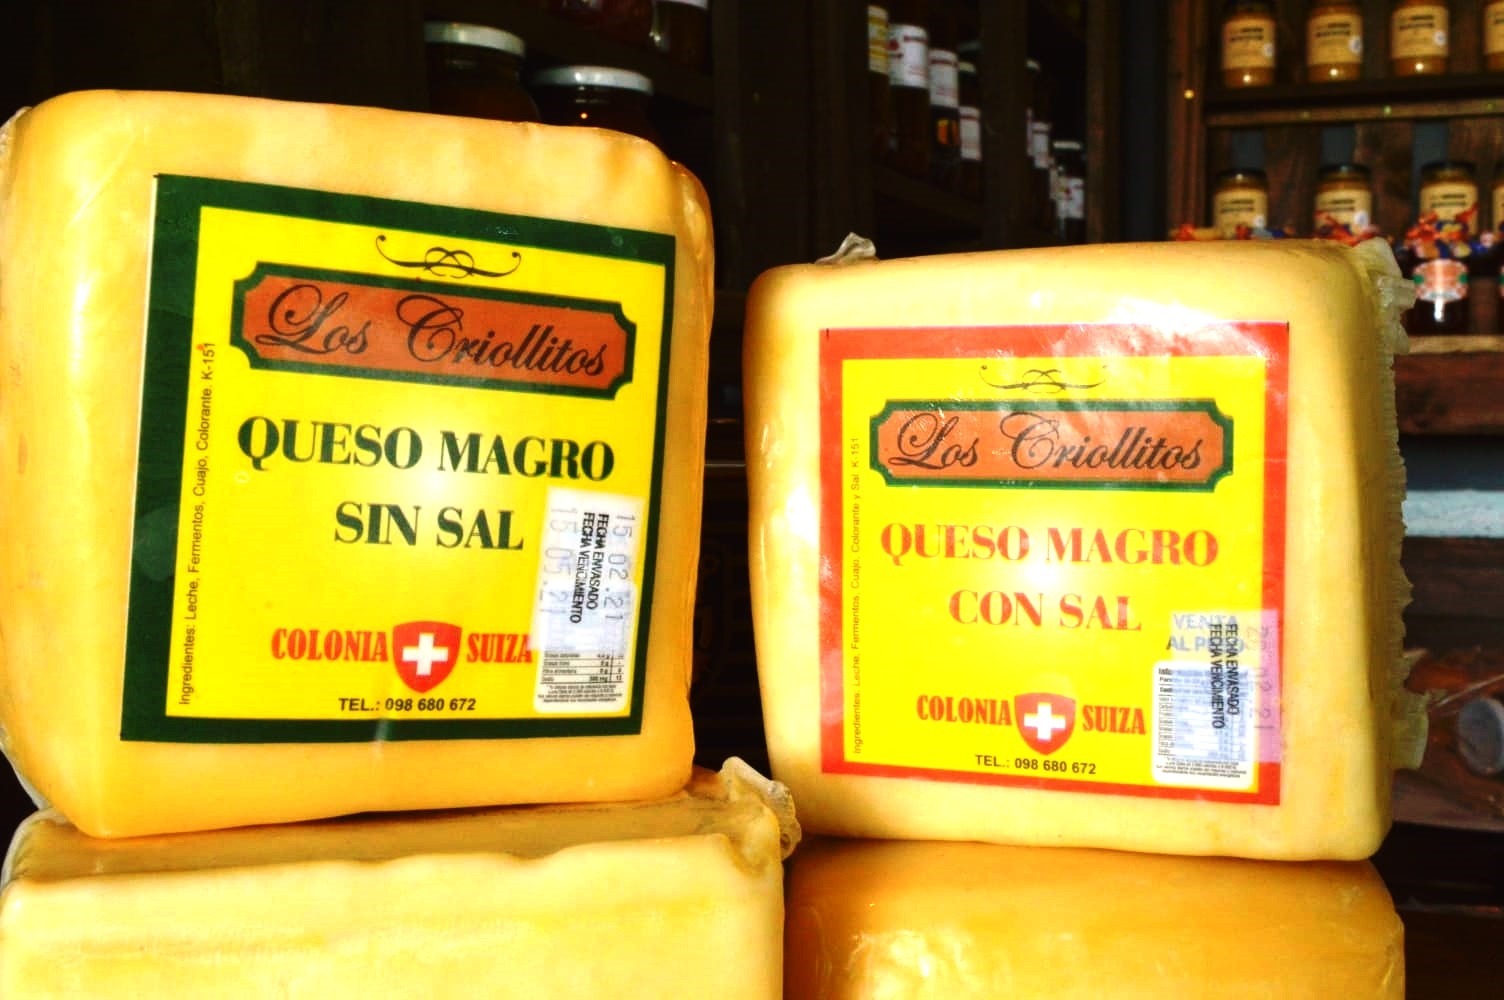 Los Criollitos
QUESO MAGRO
SIN SAL
Ingredientes: Leche, Fermentos, Cuajo, Colorante. K-151
15 02 .21
FECHA ENVASADO
FECHA VENCIMIENTO
15 05 .21
COLONIA SUIZA
TEL.: 098 680 672
Los Criollitos
QUESO MAGRO
CON SAL
Ingredientes: Leche, Fermentos, Cuajo, Colorante y Sal. K-151
VENTA
AL PESO
FECHA ENVASADO
FECHA VENCIMIENTO
COLONIA SUIZA
TEL.: 098 680 672